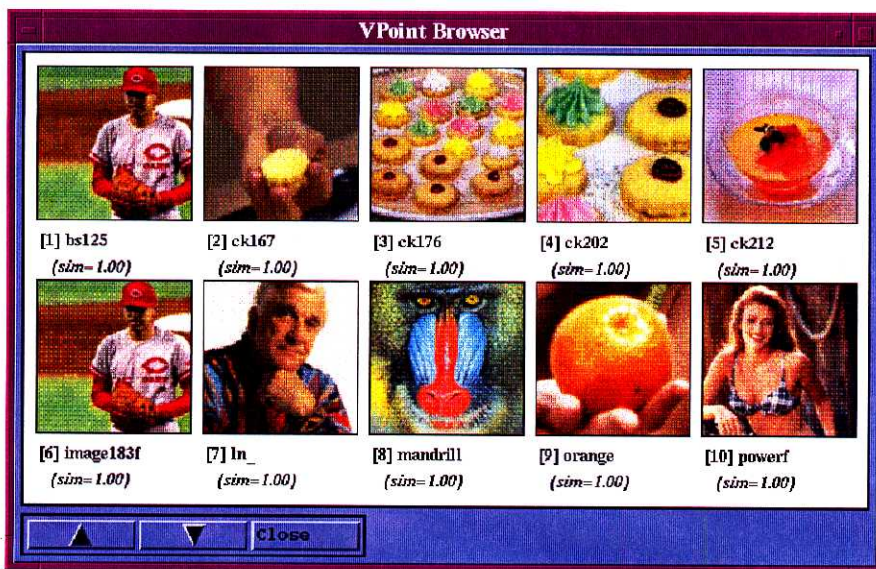 VPoint Browser
[1] bs125 [2] ck167 [3] ck176 [4] ck202 [5] ck212
(sim=1.00) (sim=1.00) (sim=1.00) (sim=1.00) (sim=1.00)
[6] image183f [7] ln_ [8] mandrill [9] orange [10] powerf
(sim=1.00) (sim=1.00) (sim=1.00) (sim=1.00) (sim=1.00)
Close